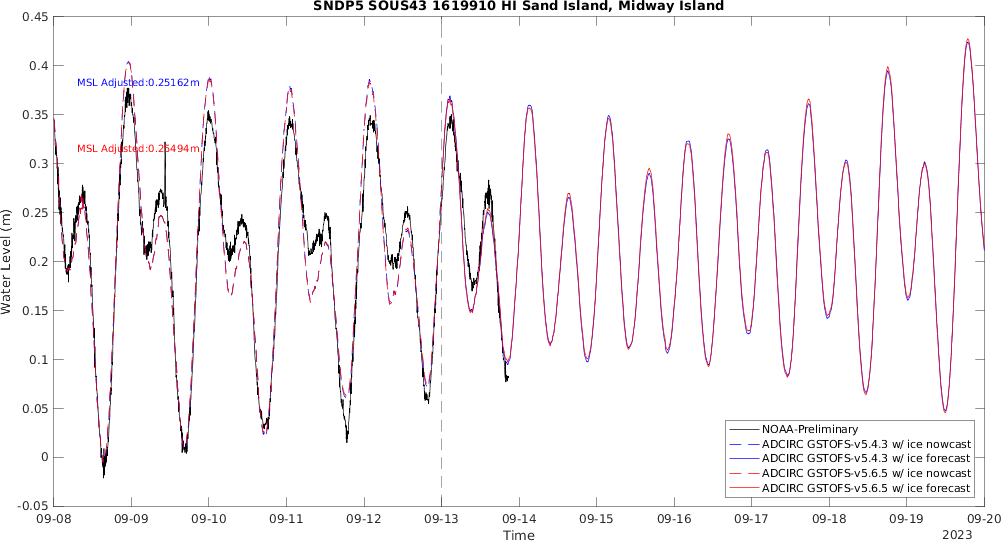 SNDP5 SOUS43 1619910 HI Sand Island, Midway Island
0.45
0.4
0.35
0.3
0.25
0.2
0.15
0.1
0.05
0
-0.05
Water Level (m)
MSL Adjusted:0.25162m
MSL Adjusted:0.26494m
NOAA-Preliminary
ADCIRC GSTOFS-v5.4.3 w/ ice nowcast
ADCIRC GSTOFS-v5.4.3 w/ ice forecast
ADCIRC GSTOFS-v5.6.5 w/ ice nowcast
ADCIRC GSTOFS-v5.6.5 w/ ice forecast
09-08 09-09 09-10 09-11 09-12 09-13 09-14 09-15 09-16 09-17 09-18 09-19 09-20
Time
2023